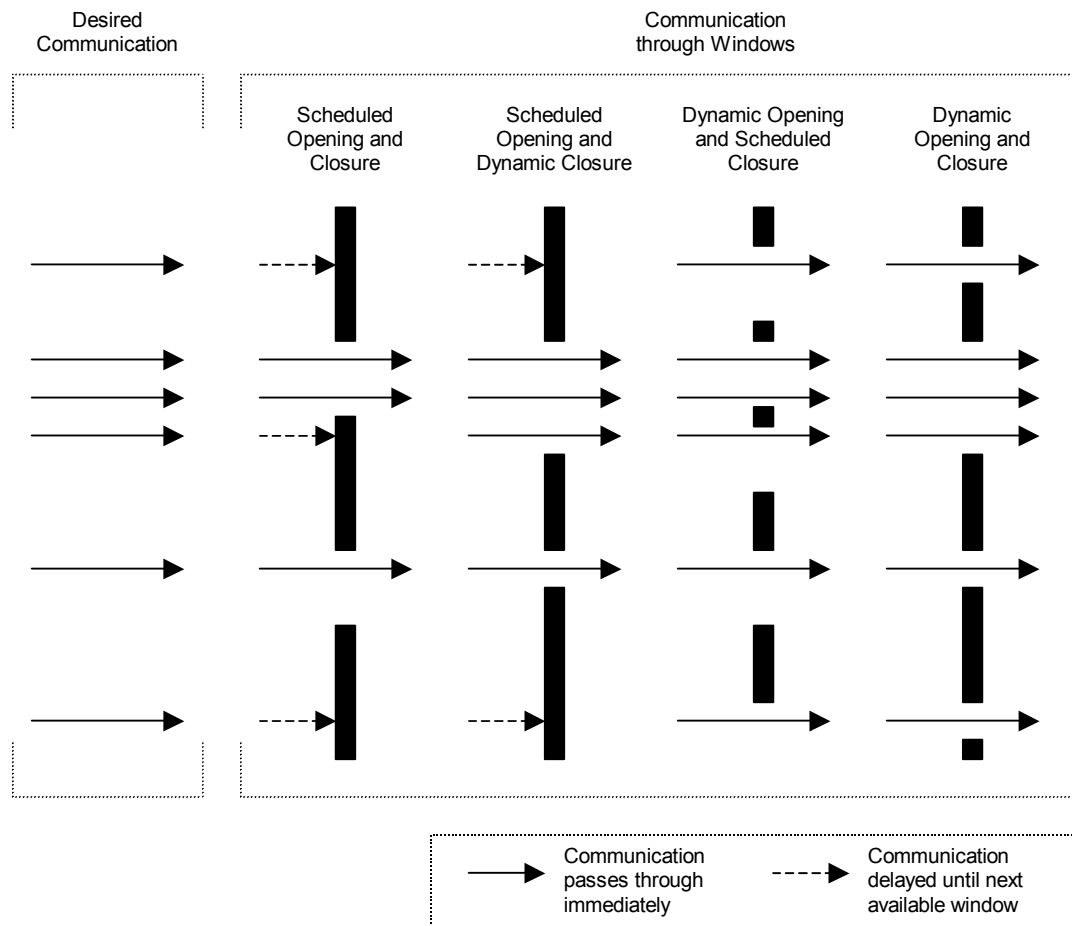 Desired
Communication
Communication
through Windows
Scheduled
Opening and
Closure
Scheduled
Opening and
Dynamic Closure
Dynamic Opening
and Scheduled
Closure
Dynamic
Opening and
Closure
Communication
passes through
immediately
Communication
delayed until next
available window